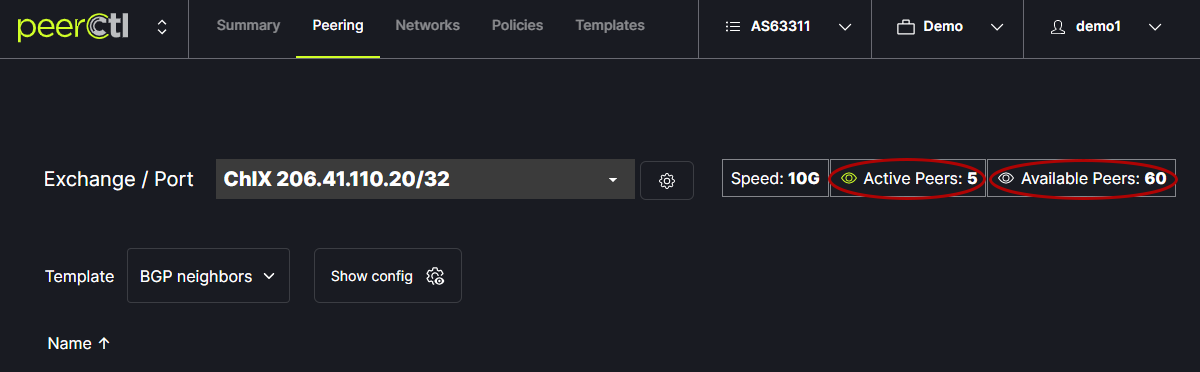 peerCtl Summary Peering Networks Policies Templates AS63311 Demo demo1
Exchange / Port ChIX 206.41.110.20/32 Speed: 10G Active Peers: 5 Available Peers: 60
Template BGP neighbors Show config
Name ↑